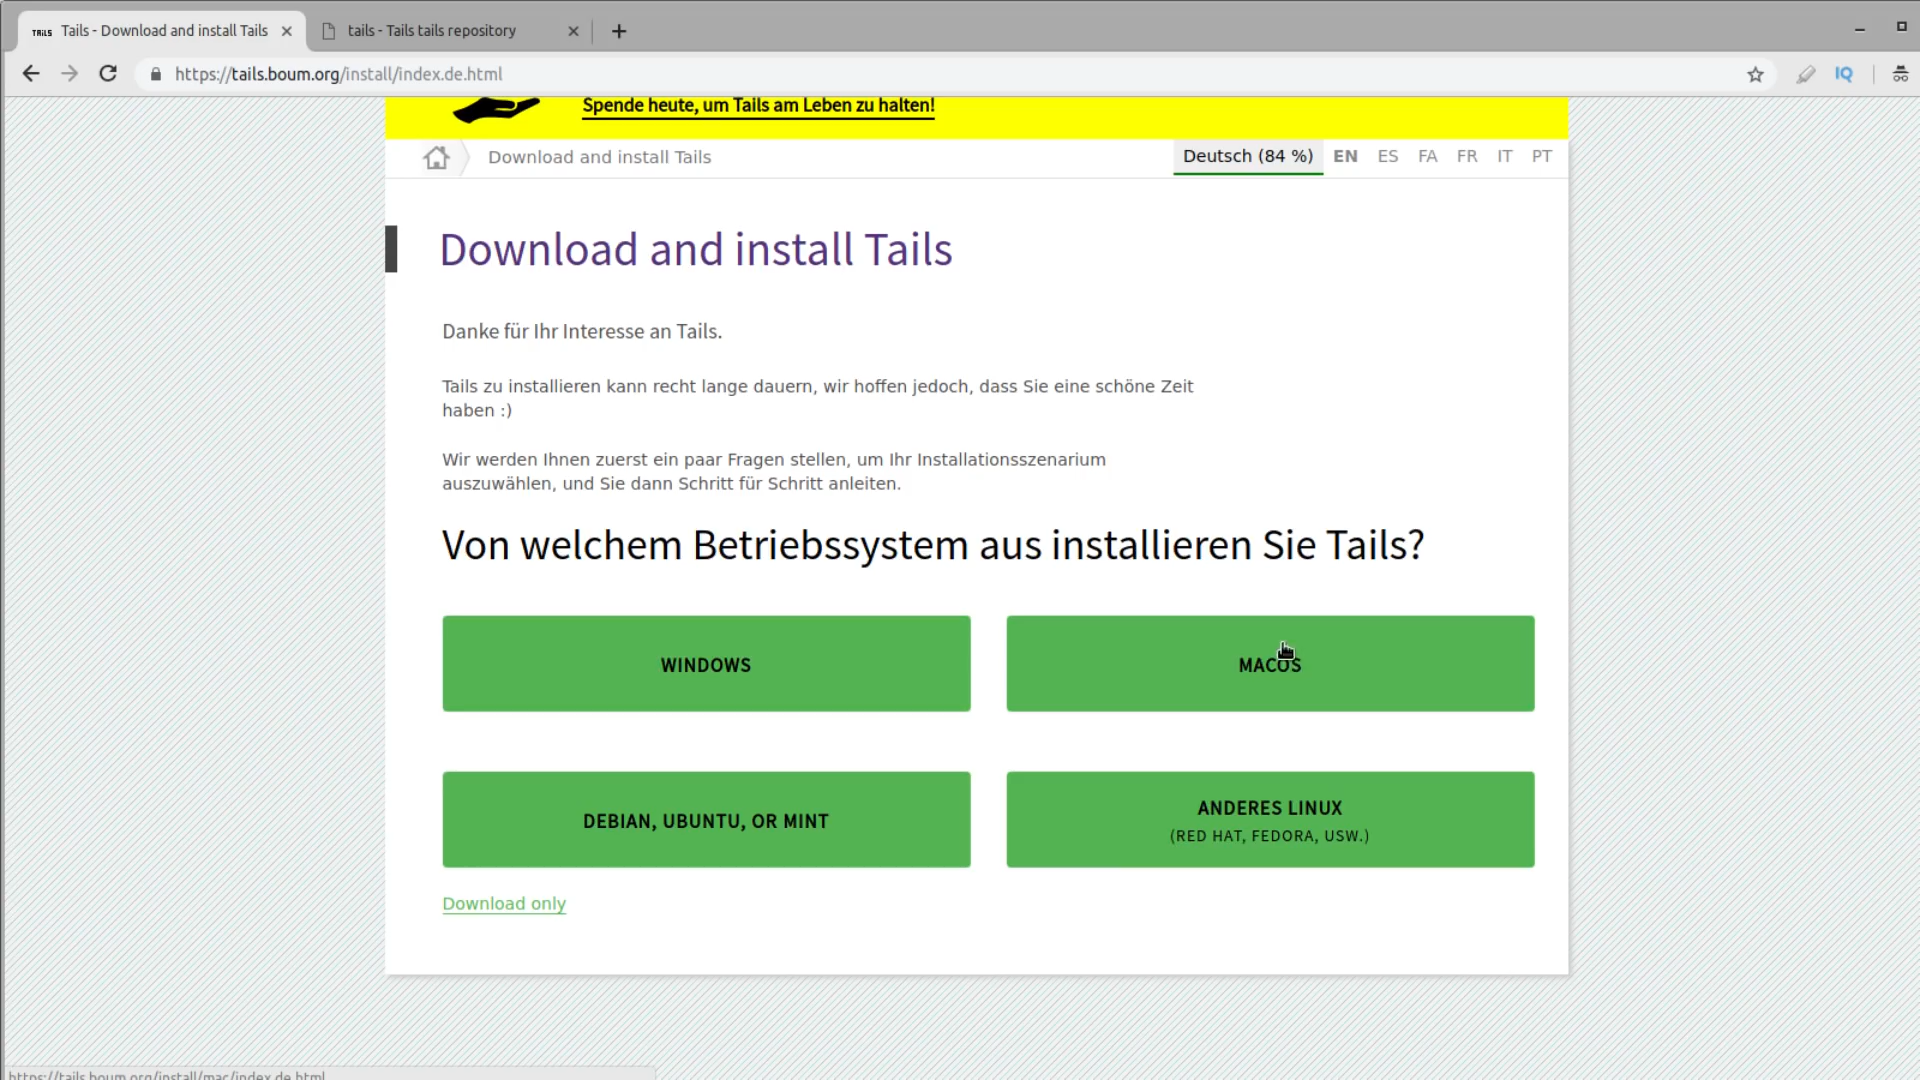 TAILS Tails - Download and install Tails
tails - Tails tails repository
https://tails.boum.org/install/index.de.html
IQ
Spende heute, um Tails am Leben zu halten!
Download and install Tails
Deutsch (84 %) EN ES FA FR IT PT
Download and install Tails
Danke für Ihr Interesse an Tails.
Tails zu installieren kann recht lange dauern, wir hoffen jedoch, dass Sie eine schöne Zeit
haben :)
Wir werden Ihnen zuerst ein paar Fragen stellen, um Ihr Installationsszenarium
auszuwählen, und Sie dann Schritt für Schritt anleiten.
Von welchem Betriebssystem aus installieren Sie Tails?
WINDOWS
MACOS
DEBIAN, UBUNTU, OR MINT
ANDERES LINUX
(RED HAT, FEDORA, USW.)
Download only
https://tails.boum.org/install/mac/index.de.html